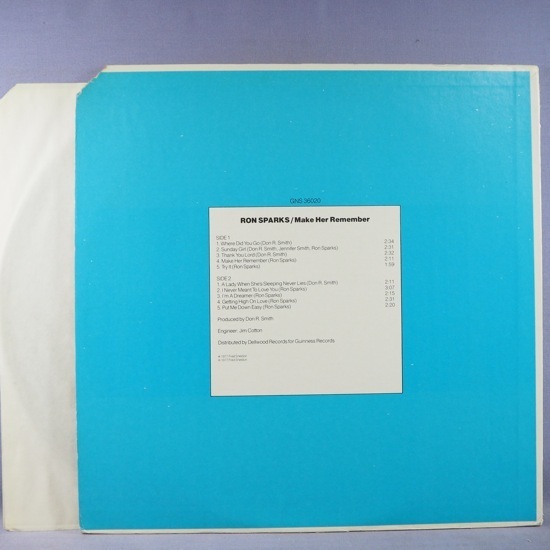 GNS 36020
RON SPARKS/Make Her Remember
SIDE 1
1. Where Did You Go (Don R. Smith) 2:34
2. Sunday Girl (Don R. Smith, Jennifer Smith, Ron Sparks) 2:31
3. Thank You Lord (Don R. Smith) 2:32
4. Make Her Remember (Ron Sparks) 2:11
5. Try It (Ron Sparks) 1:59
SIDE 2
1. A Lady When She's Sleeping Never Lies (Don R. Smith) 2:11
2. I Never Meant To Love You (Ron Sparks) 3:07
3. I'm A Dreamer (Ron Sparks) 2:15
4. Getting High On Love (Ron Sparks) 2:31
5. Put Me Down Easy (Ron Sparks) 2:20
Produced by Don R. Smith
Engineer: Jim Cotton
Distributed by Dellwood Records for Guinness Records